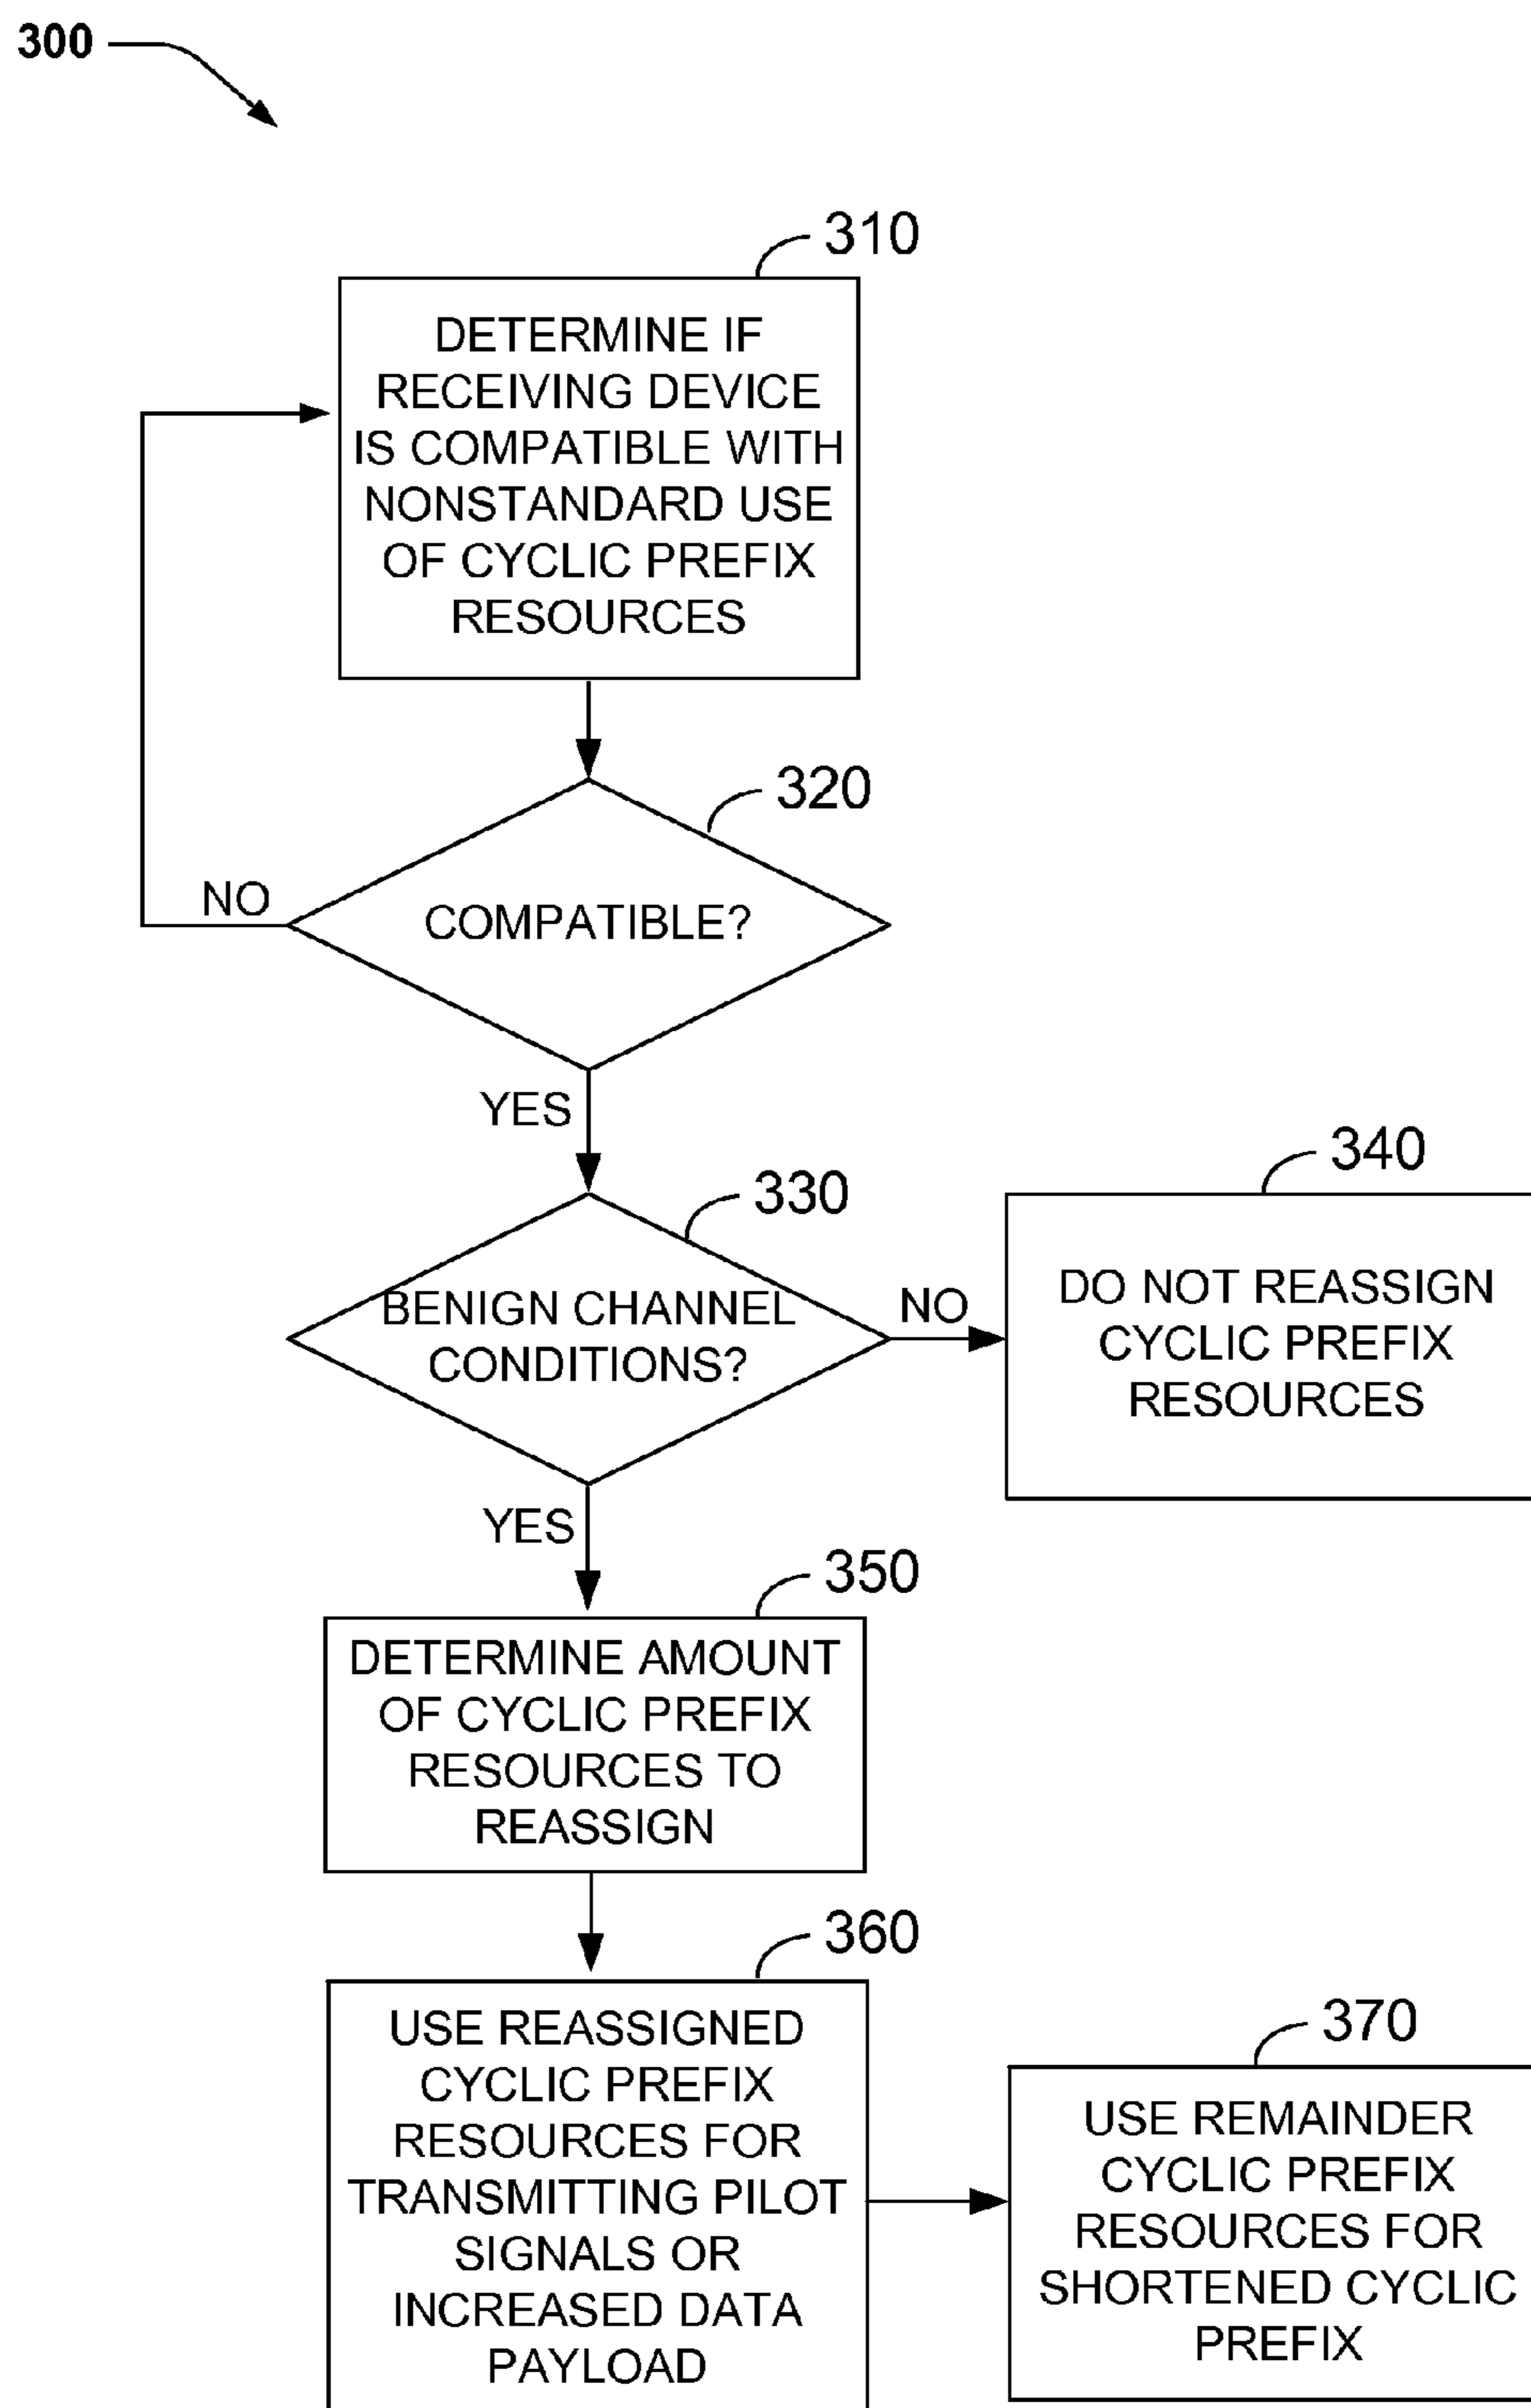 300
310
DETERMINE IF
RECEIVING DEVICE
IS COMPATIBLE WITH
NONSTANDARD USE
OF CYCLIC PREFIX
RESOURCES
320
NO
COMPATIBLE?
YES
330
340
BENIGN CHANNEL
CONDITIONS?
NO
DO NOT REASSIGN
CYCLIC PREFIX
RESOURCES
YES
350
DETERMINE AMOUNT
OF CYCLIC PREFIX
RESOURCES TO
REASSIGN
360
USE REASSIGNED
CYCLIC PREFIX
RESOURCES FOR
TRANSMITTING PILOT
SIGNALS OR
INCREASED DATA
PAYLOAD
370
USE REMAINDER
CYCLIC PREFIX
RESOURCES FOR
SHORTENED CYCLIC
PREFIX